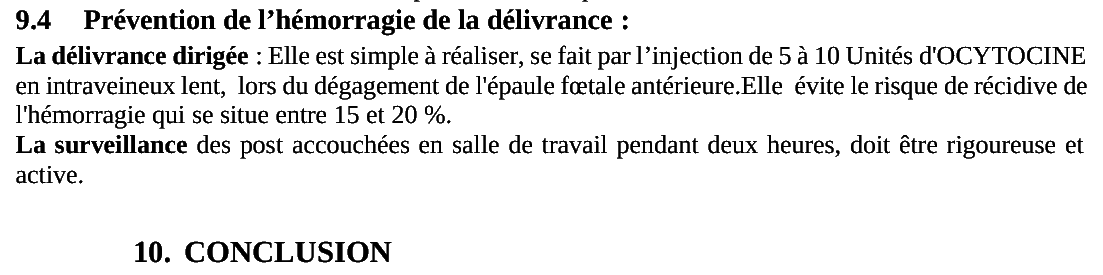 9.4 Prévention de l’hémorragie de la délivrance :
La délivrance dirigée : Elle est simple à réaliser, se fait par l’injection de 5 à 10 Unités d'OCYTOCINE
en intraveineux lent, lors du dégagement de l'épaule fœtale antérieure.Elle évite le risque de récidive de
l'hémorragie qui se situe entre 15 et 20 %.
La surveillance des post accouchées en salle de travail pendant deux heures, doit être rigoureuse et
active.
10. CONCLUSION